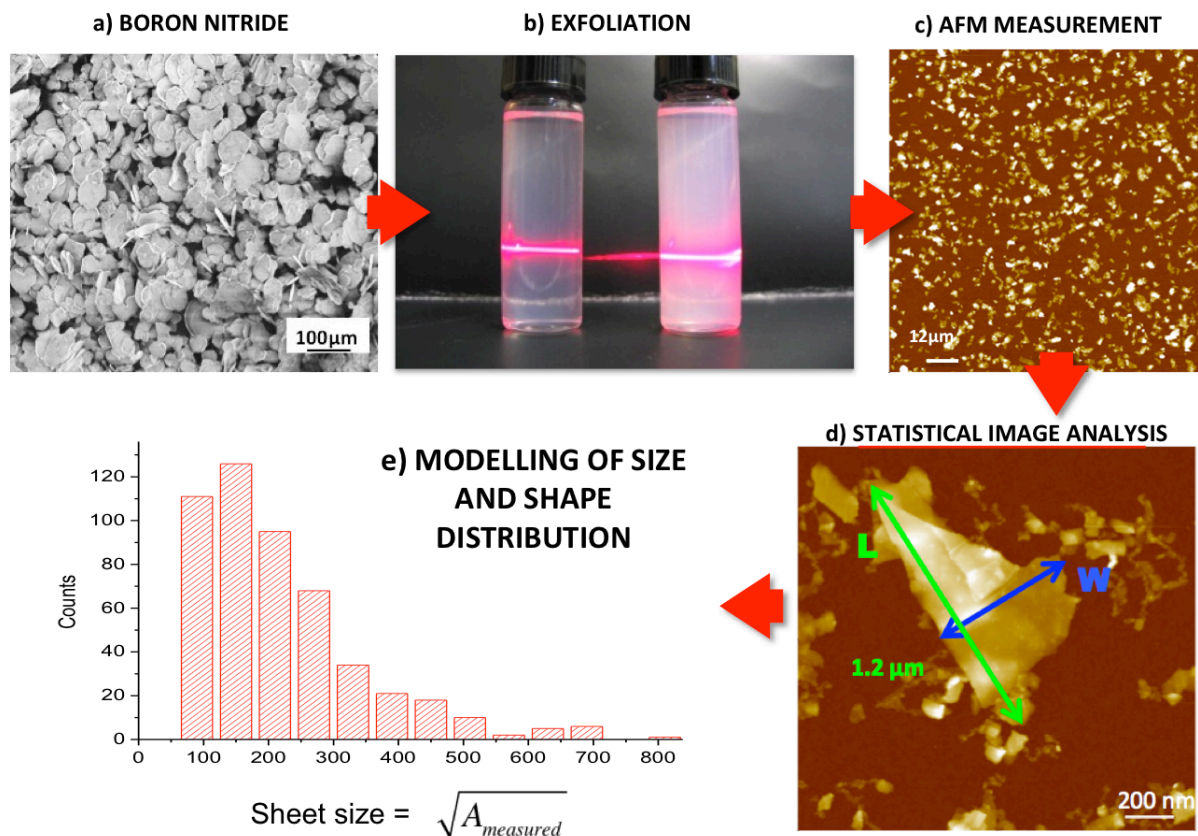 a) BORON NITRIDE
b) EXFOLIATION
c) AFM MEASUREMENT
100µm
12µm
d) STATISTICAL IMAGE ANALYSIS
L
W
1.2 µm
200 nm
e) MODELLING OF SIZE
AND SHAPE
DISTRIBUTION
Counts
120
100
80
60
40
20
0
0 100 200 300 400 500 600 700 800
Sheet size = √A_measured